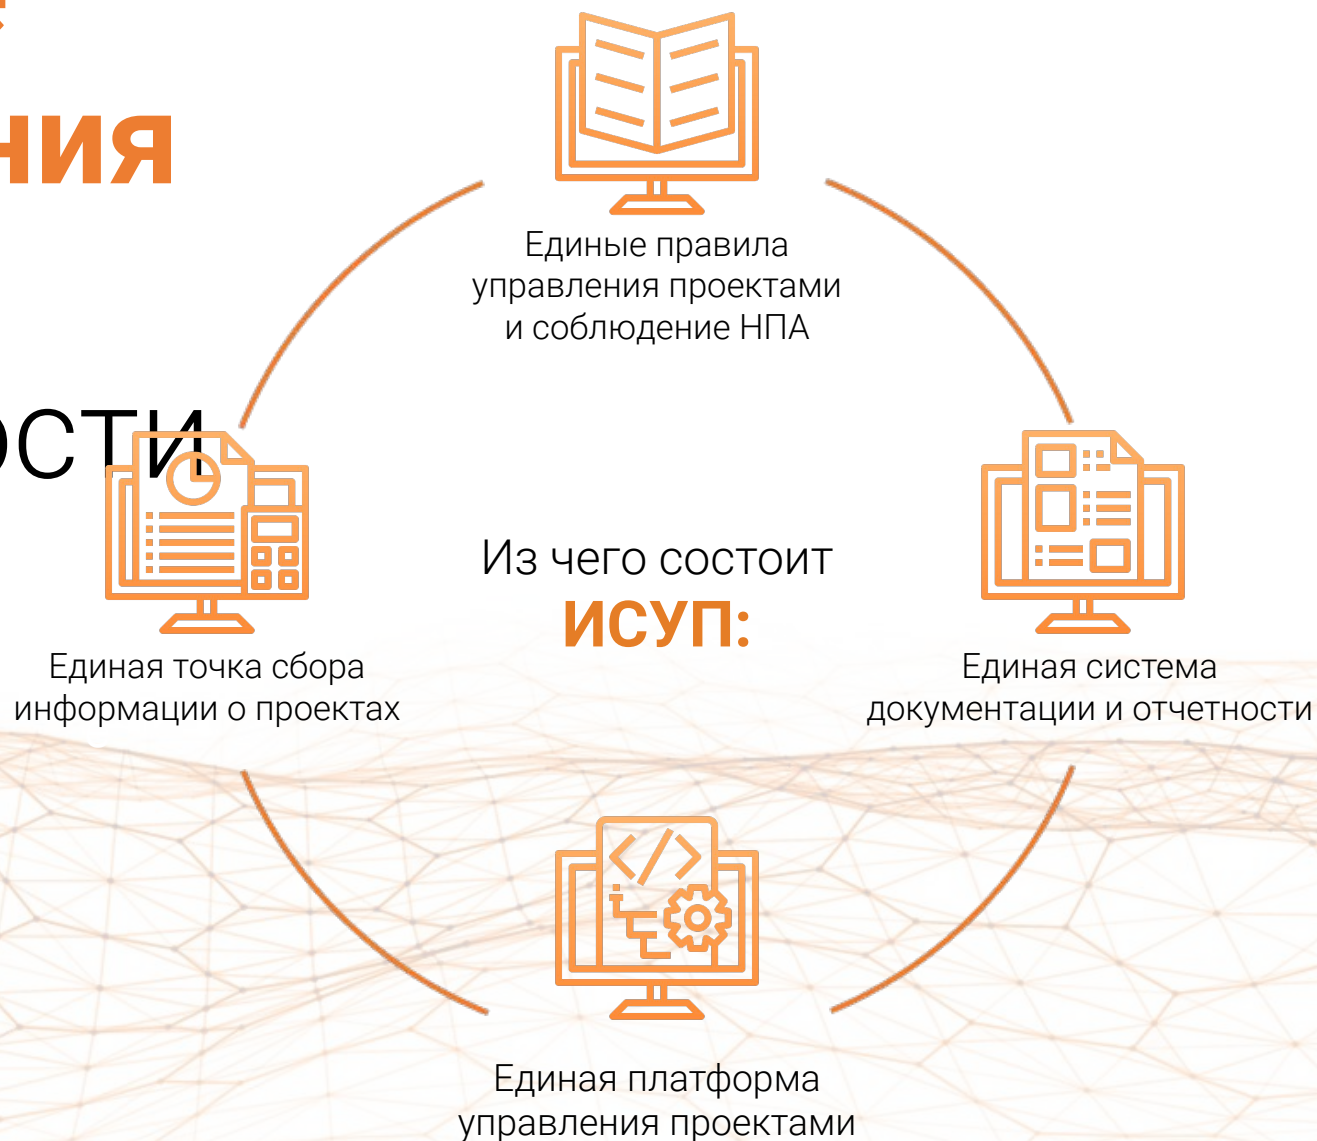 ния
Единые правила
управления проектами
и соблюдение НПА
ости
Из чего состоит
ИСУП:
Единая точка сбора
информации о проектах
Единая система
документации и отчетности
Единая платформа
управления проектами